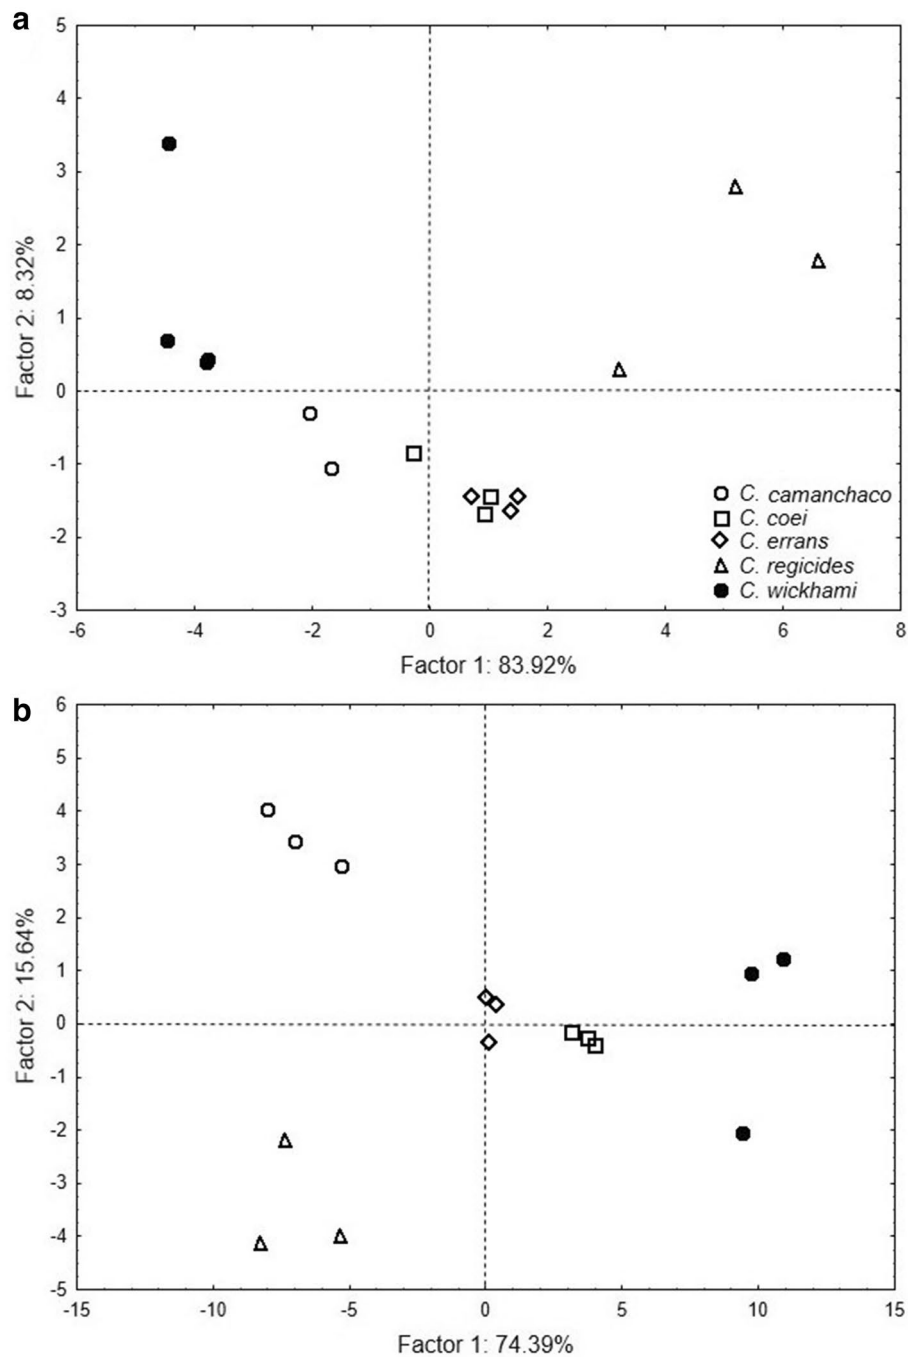 a
5
4
3
2
1
0
-1
-2
-3
Factor 2: 8.32%
-6 -4 -2 0 2 4 6 8
Factor 1: 83.92%
C. camanchaco
C. coei
C. errans
C. regicides
C. wickhami
b
6
5
4
3
2
1
0
-1
-2
-3
-4
-5
Factor 2: 15.64%
-15 -10 -5 0 5 10 15
Factor 1: 74.39%